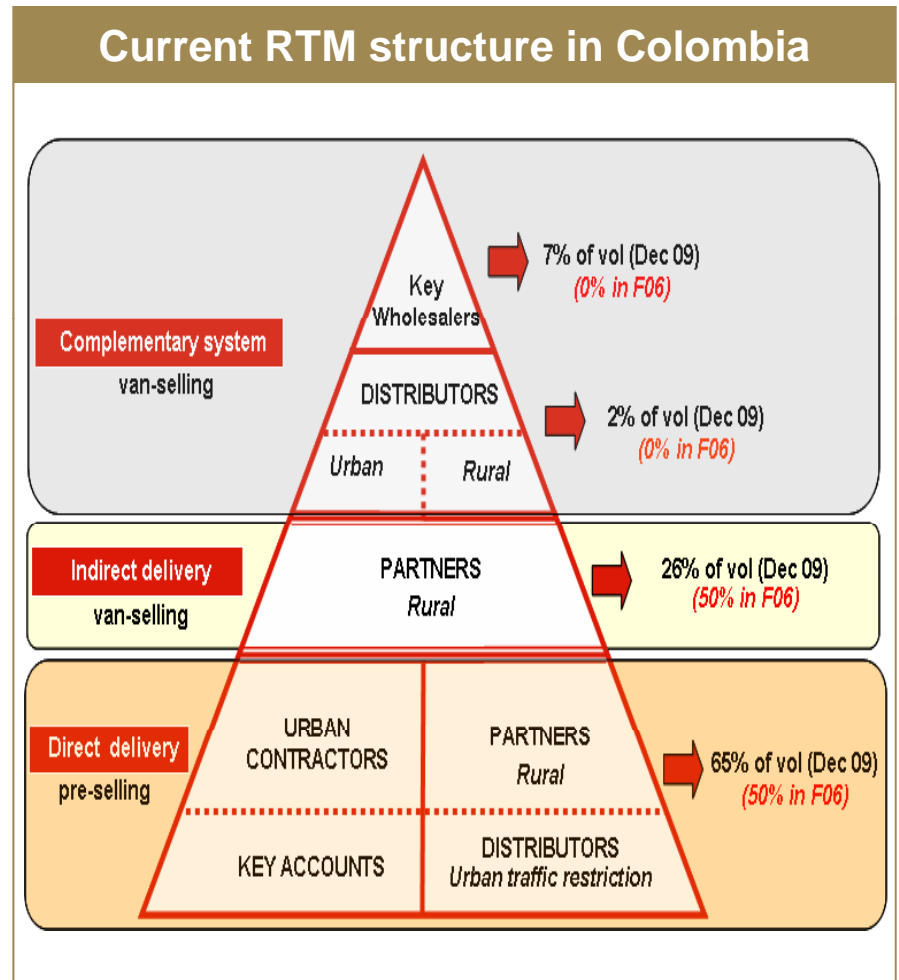 Current RTM structure in Colombia
Key
Wholesalers
7% of vol (Dec 09)
(0% in F06)
Complementary system
van-selling
DISTRIBUTORS
Urban
Rural
2% of vol (Dec 09)
(0% in F06)
Indirect delivery
van-selling
PARTNERS
Rural
26% of vol (Dec 09)
(50% in F06)
Direct delivery
pre-selling
URBAN
CONTRACTORS
PARTNERS
Rural
65% of vol (Dec 09)
(50% in F06)
KEY ACCOUNTS
DISTRIBUTORS
Urban traffic restriction